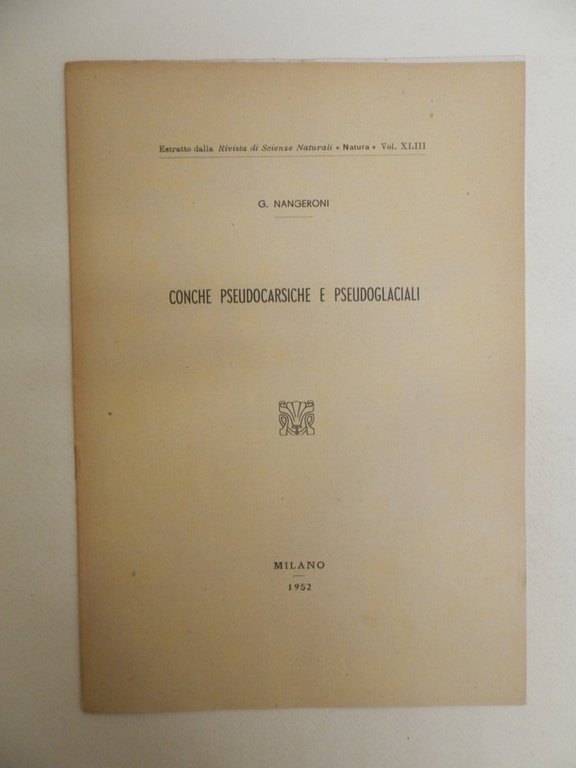 Estratto dalla Rivista di Scienze Naturali « Natura » Vol. XLIII
G. NANGERONI
CONCHE PSEUDOCARSICHE E PSEUDOGLACIALI
MILANO
1952